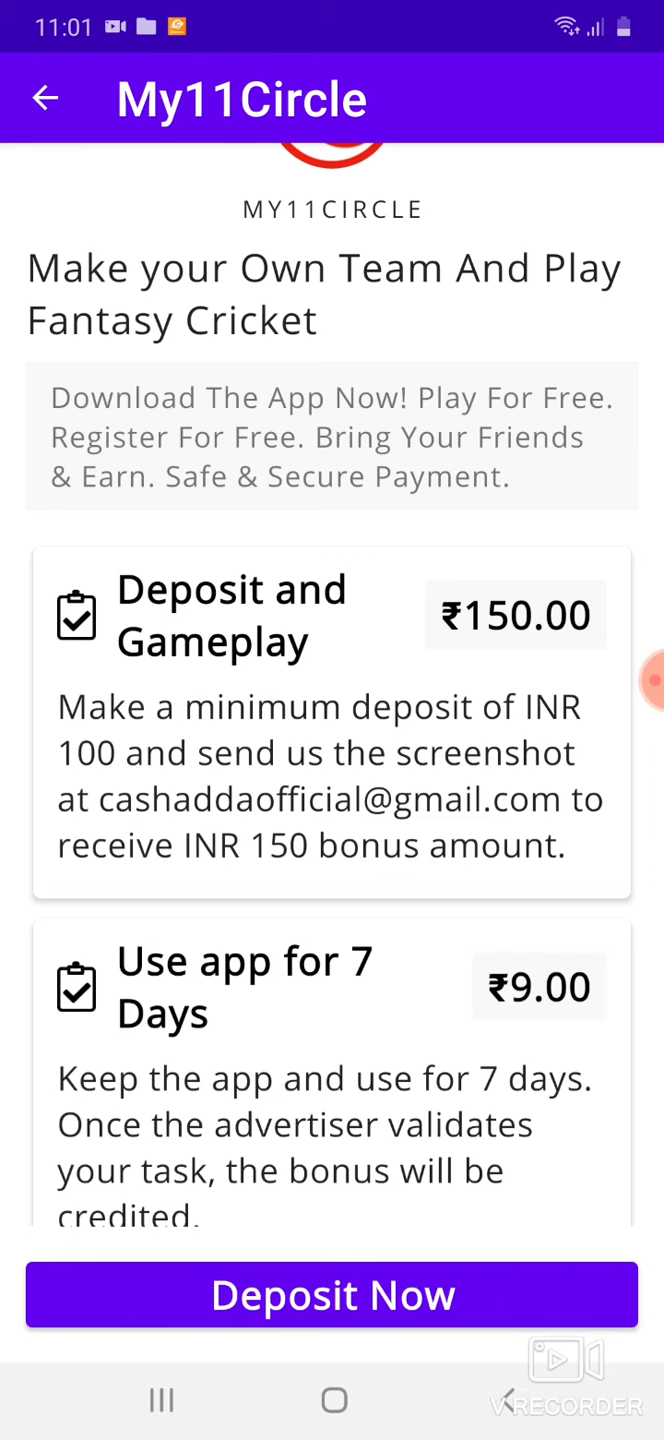 11:01
My11Circle
MY11CIRCLE
Make your Own Team And Play
Fantasy Cricket
Download The App Now! Play For Free.
Register For Free. Bring Your Friends
& Earn. Safe & Secure Payment.
Deposit and
Gameplay
₹150.00
Make a minimum deposit of INR
100 and send us the screenshot
at cashaddaofficial@gmail.com to
receive INR 150 bonus amount.
Use app for 7
Days
₹9.00
Keep the app and use for 7 days.
Once the advertiser validates
your task, the bonus will be
credited.
Deposit Now
V RECORDER